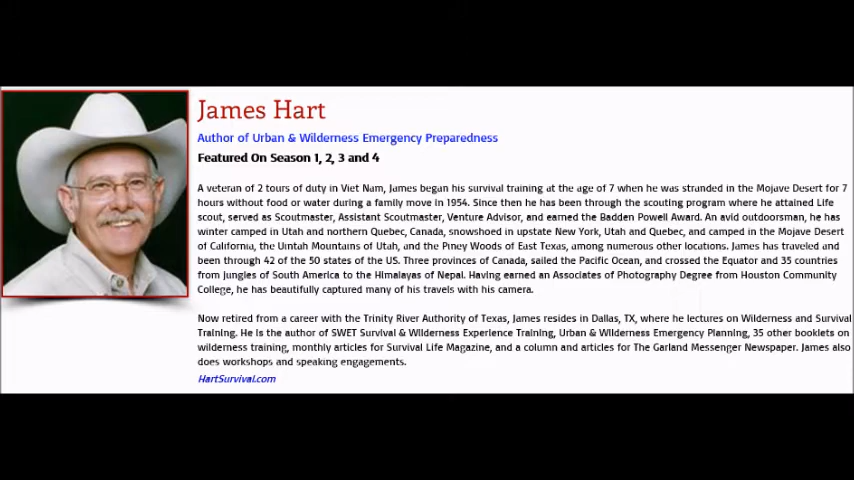 James Hart
Author of Urban & Wilderness Emergency Preparedness
Featured On Season 1, 2, 3 and 4
A veteran of 2 tours of duty in Viet Nam, James began his survival training at the age of 7 when he was stranded in the Mojave Desert for 7
hours without food or water during a family move in 1954. Since then he has been through the scouting program where he attained Life
scout, served as Scoutmaster, Assistant Scoutmaster, Venture Advisor, and earned the Badden Powell Award. An avid outdoorsman, he has
winter camped in Utah and northern Quebec, Canada, snowshoed in upstate New York, Utah and Quebec, and camped in the Mojave Desert
of California, the Uintah Mountains of Utah, and the Piney Woods of East Texas, among numerous other locations. James has traveled and
been through 42 of the 50 states of the US. Three provinces of Canada, sailed the Pacific Ocean, and crossed the Equator and 35 countries
from jungles of South America to the Himalayas of Nepal. Having earned an Associates of Photography Degree from Houston Community
College, he has beautifully captured many of his travels with his camera.
Now retired from a career with the Trinity River Authority of Texas, James resides in Dallas, TX, where he lectures on Wilderness and Survival
Training. He is the author of SWET Survival & Wilderness Experience Training, Urban & Wilderness Emergency Planning, 35 other booklets on
wilderness training, monthly articles for Survival Life Magazine, and a column and articles for The Garland Messenger Newspaper. James also
does workshops and speaking engagements.
HartSurvival.com